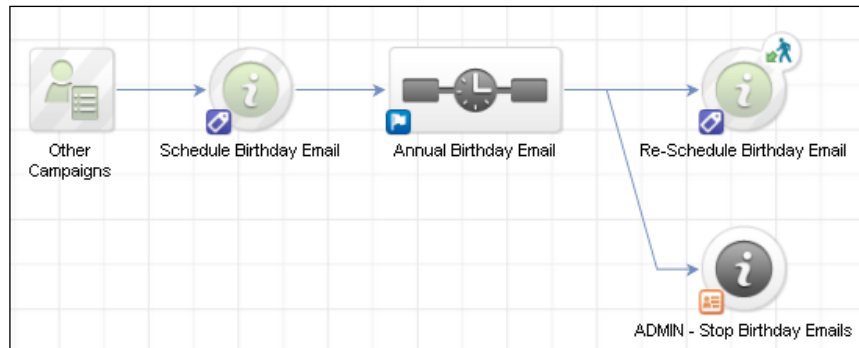 Other
Campaigns
Schedule Birthday Email
Annual Birthday Email
Re-Schedule Birthday Email
ADMIN - Stop Birthday Emails